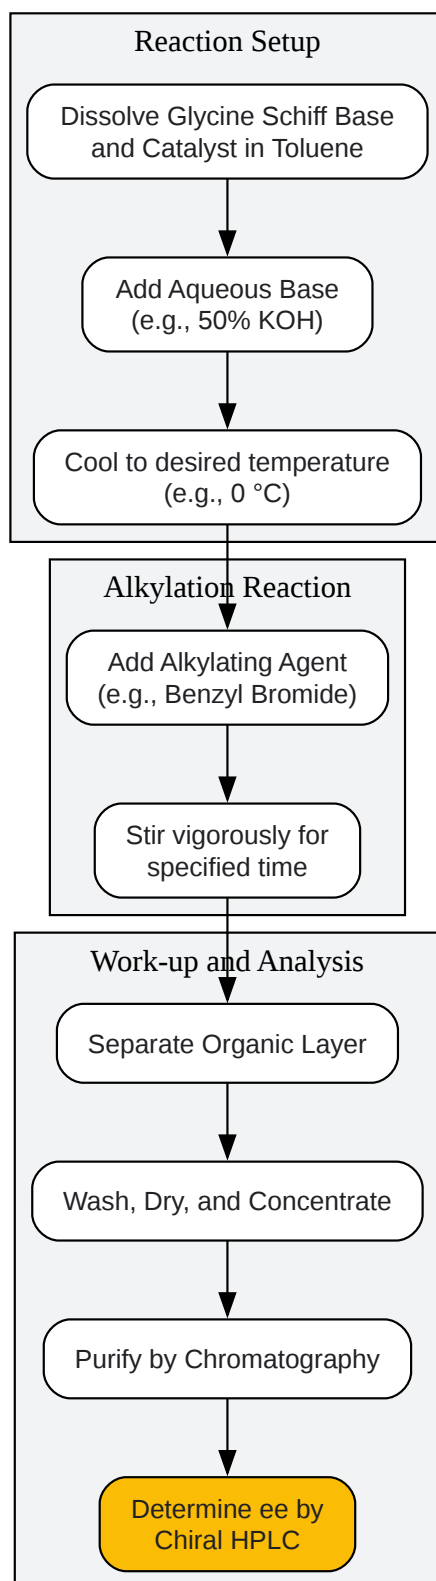 Reaction Setup
Dissolve Glycine Schiff Base
and Catalyst in Toluene
Add Aqueous Base
(e.g., 50% KOH)
Cool to desired temperature
(e.g., 0 °C)
Alkylation Reaction
Add Alkylating Agent
(e.g., Benzyl Bromide)
Stir vigorously for
specified time
Work-up and Analysis
Separate Organic Layer
Wash, Dry, and Concentrate
Purify by Chromatography
Determine ee by
Chiral HPLC